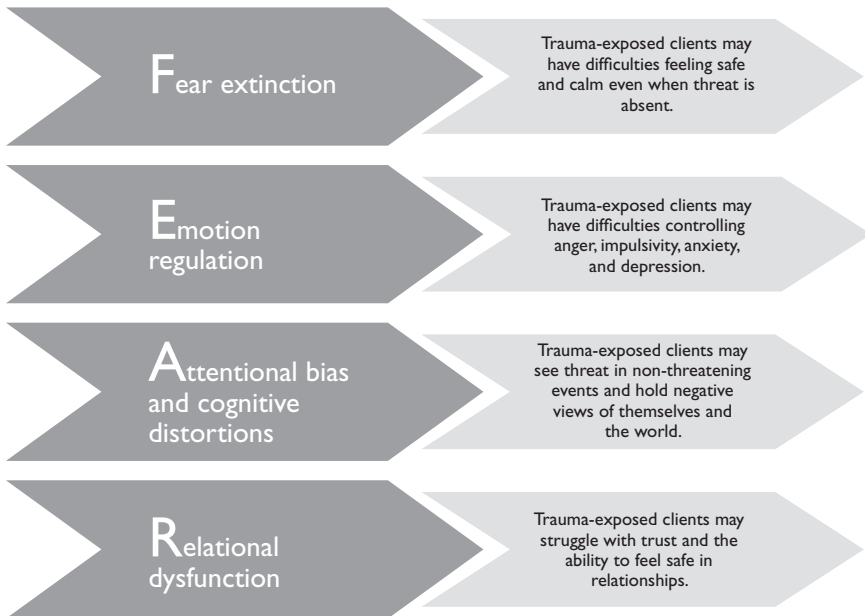 Fear extinction
Trauma-exposed clients may
have difficulties feeling safe
and calm even when threat is
absent.
Emotion
regulation
Trauma-exposed clients may
have difficulties controlling
anger, impulsivity, anxiety,
and depression.
Attentional bias
and cognitive
distortions
Trauma-exposed clients may
see threat in non-threatening
events and hold negative
views of themselves and
the world.
Relational
dysfunction
Trauma-exposed clients may
struggle with trust and the
ability to feel safe in
relationships.